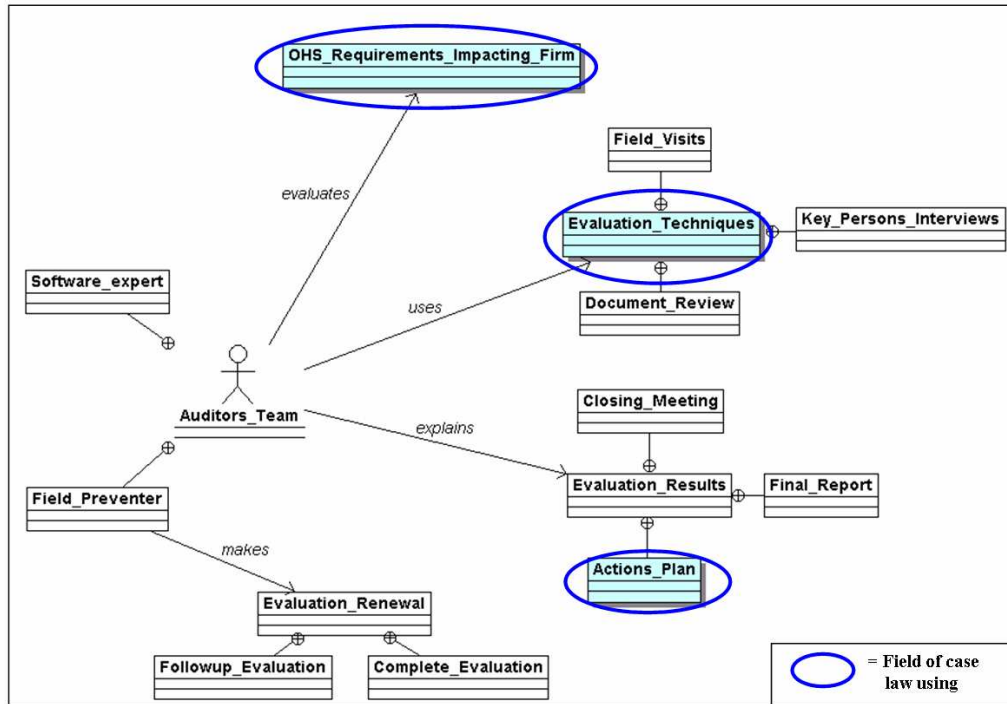 OHS_Requirements_Impacting_Firm
Field_Visits
evaluates
Evaluation_Techniques
Key_Persons_Interviews
Software_expert
Document_Review
uses
Auditors_Team
Closing_Meeting
explains
Field_Preventer
Evaluation_Results
Final_Report
makes
Actions_Plan
Evaluation_Renewal
Followup_Evaluation
Complete_Evaluation
= Field of case
law using